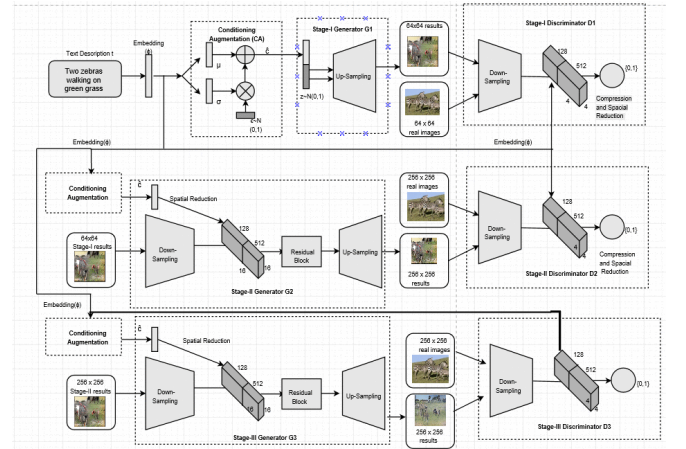 Text Description t
Two zebras
walking on
green grass
Embedding
(ϕ)
Conditioning
Augmentation (CA)
μ
σ
ε~N
(0,1)
ĉ
Stage-I Generator G1
z~N(0,1)
Up-Sampling
64x64 results
64 x 64
real images
Stage-I Discriminator D1
Down-
Sampling
128
512
4
4
{0,1}
Compression
and Spacial
Reduction
Embedding(ϕ)
Embedding(ϕ)
Conditioning
Augmentation
ĉ
Spatial Reduction
64x64
Stage-I results
Down-
Sampling
128
512
16
16
Residual
Block
Up-Sampling
Stage-II Generator G2
256 x 256
real images
256 x 256
results
Down-
Sampling
128
512
4
4
{0,1}
Compression
and Spacial
Reduction
Stage-II Discriminator D2
Embedding(ϕ)
Conditioning
Augmentation
ĉ
Spatial Reduction
256 x 256
Stage-II results
Down-
Sampling
128
512
16
16
Residual
Block
Up-Sampling
Stage-III Generator G3
256 x 256
real images
256 x 256
results
Down-
Sampling
128
512
4
4
{0,1}
Stage-III Discriminator D3